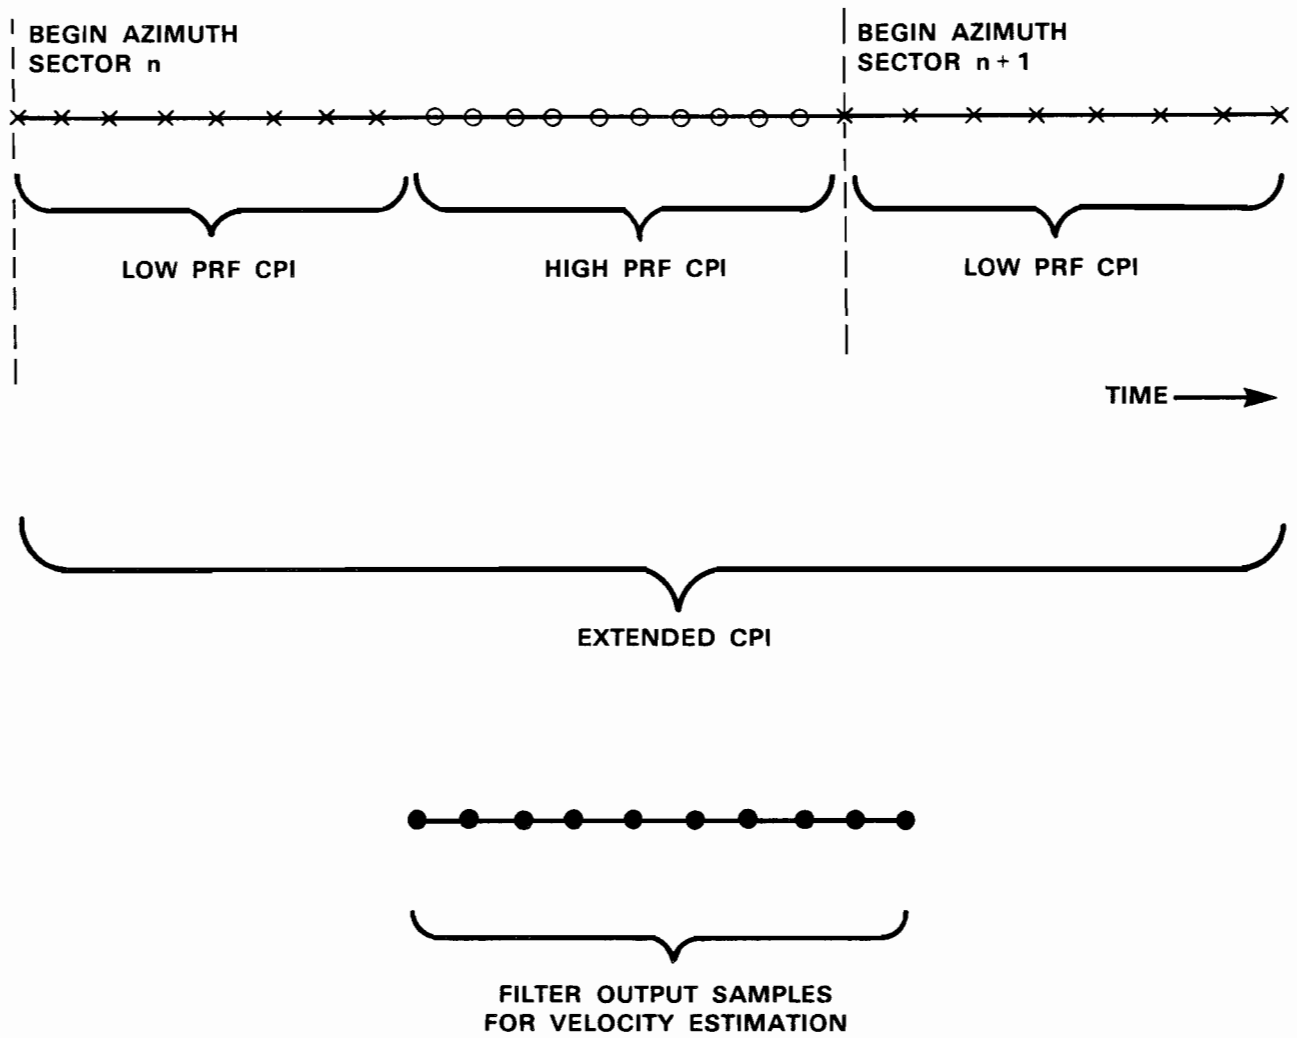 BEGIN AZIMUTH
SECTOR n
BEGIN AZIMUTH
SECTOR n + 1
LOW PRF CPI
HIGH PRF CPI
LOW PRF CPI
TIME
EXTENDED CPI
FILTER OUTPUT SAMPLES
FOR VELOCITY ESTIMATION